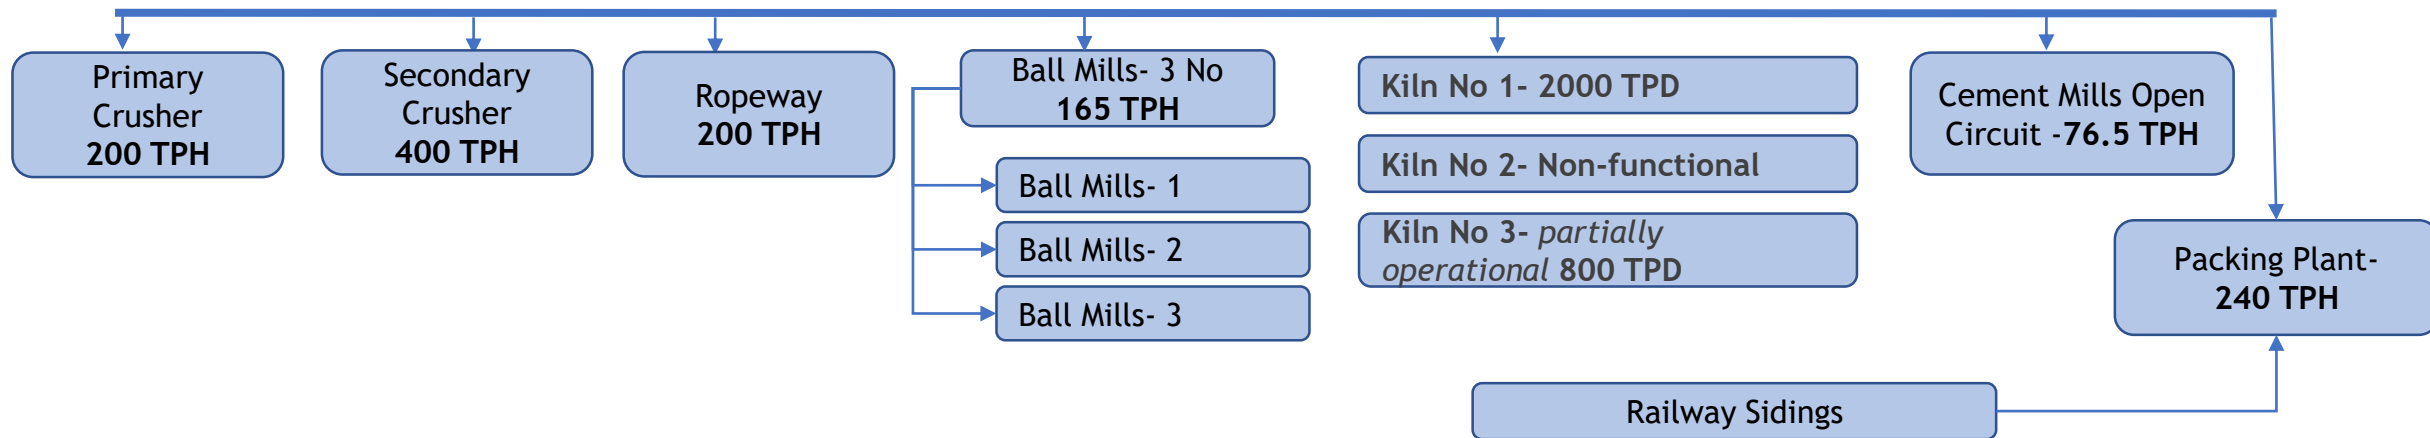 Primary
Crusher
200 TPH
Secondary
Crusher
400 TPH
Ropeway
200 TPH
Ball Mills- 3 No
165 TPH
Ball Mills- 1
Ball Mills- 2
Ball Mills- 3
Kiln No 1- 2000 TPD
Kiln No 2- Non-functional
Kiln No 3- partially
operational 800 TPD
Cement Mills Open
Circuit -76.5 TPH
Packing Plant-
240 TPH
Railway Sidings